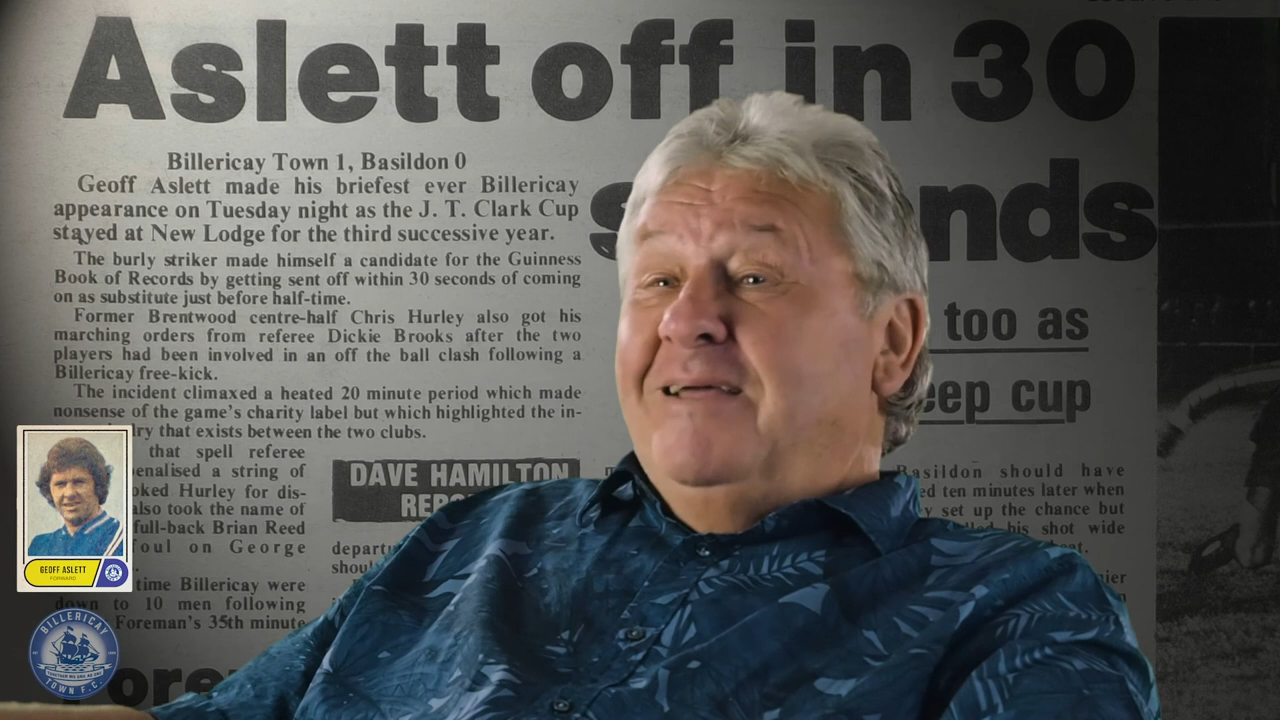 Aslett off in 30
Billericay Town 1, Basildon 0
Geoff Aslett made his briefest ever Billericay
appearance on Tuesday night as the J. T. Clark Cup
stayed at New Lodge for the third successive year.
The burly striker made himself a candidate for the Guinness
Book of Records by getting sent off within 30 seconds of coming
on as substitute just before half-time.
Former Brentwood centre-half Chris Hurley also got his
marching orders from referee Dickie Brooks after the two
players had been involved in an off the ball clash following a
Billericay free-kick.
The incident climaxed a heated 20 minute period which made
nonsense of the game's charity label but which highlighted the in-
that exists between the two clubs.
that spell referee
a string of
Hurley for dis-
also took the name of
full-back Brian Reed
on George
time Billericay were
down to 10 men following
Foreman's 35th minute
DAVE HAMILTON
too as
cup
Basildon should have
ten minutes later when
set up the chance but
his shot wide
GEOFF ASLETT
FORWARD
BILLERICAY
TOWN F.C.